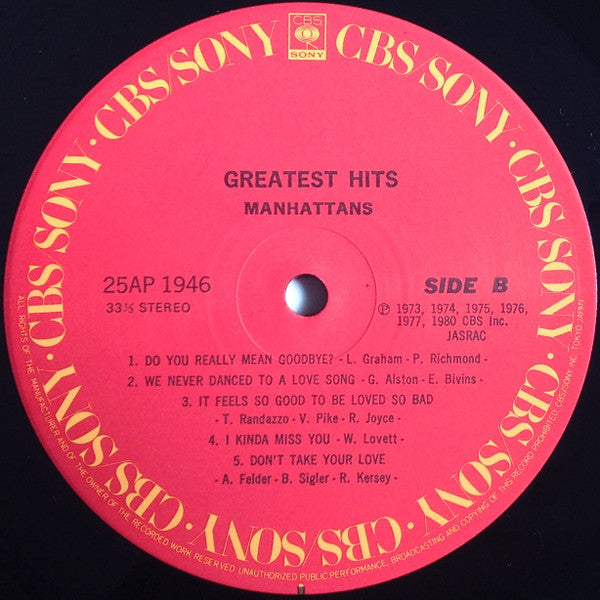 CBS
SONY
CBS/SONY · CBS/SONY · CBS/SONY · CBS/SONY · CBS/SONY · CBS/SONY · CBS/SONY · CBS/SONY
GREATEST HITS
MANHATTANS
25AP 1946
33⅓ STEREO
SIDE B
Ⓟ 1973, 1974, 1975, 1976,
1977, 1980 CBS Inc.
JASRAC
1. DO YOU REALLY MEAN GOODBYE? - L. Graham - P. Richmond -
2. WE NEVER DANCED TO A LOVE SONG - G. Alston - E. Bivins -
3. IT FEELS SO GOOD TO BE LOVED SO BAD
- T. Randazzo - V. Pike - R. Joyce -
4. I KINDA MISS YOU - W. Lovett -
5. DON'T TAKE YOUR LOVE
- A. Felder - B. Sigler - R. Kersey -
ALL RIGHTS OF THE MANUFACTURER AND OF THE OWNER OF THE RECORDED WORK RESERVED UNAUTHORIZED PUBLIC PERFORMANCE, BROADCASTING AND COPYING OF THIS RECORD PROHIBITED CBS/SONY INC. TOKYO JAPAN